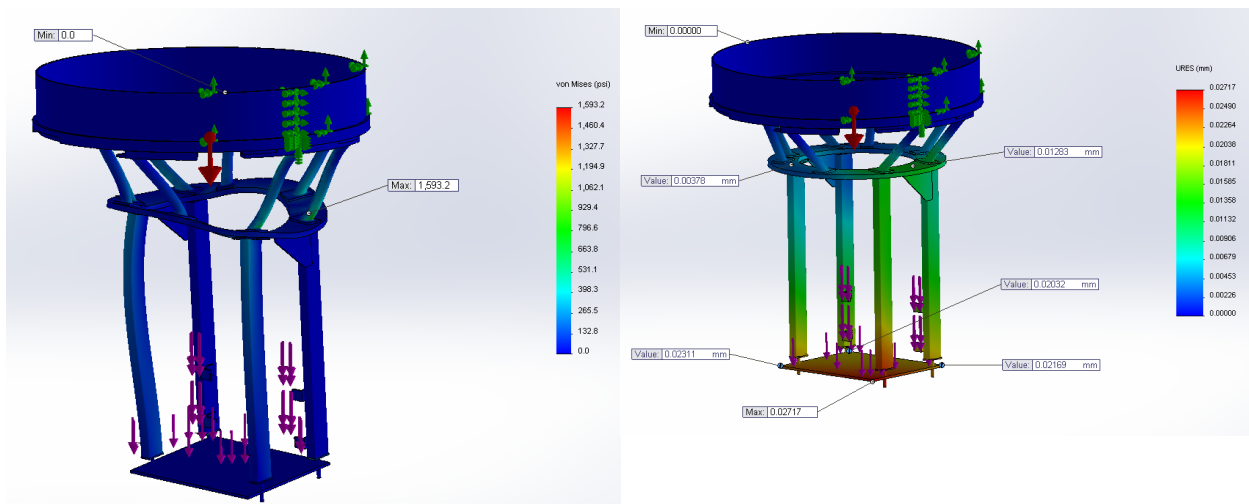 Min: 0.0
von Mises (psi)
1,593.2
1,460.4
1,327.7
1,194.9
1,062.1
929.4
796.6
663.8
531.1
398.3
265.5
132.8
0.0
Max: 1,593.2
Min: 0.00000
URES (mm)
0.02717
0.02490
0.02264
0.02038
0.01811
0.01585
0.01358
0.01132
0.00906
0.00679
0.00453
0.00226
0.00000
Value: 0.01283 mm
Value: 0.00378 mm
Value: 0.02032 mm
Value: 0.02311 mm
Value: 0.02169 mm
Max: 0.02717